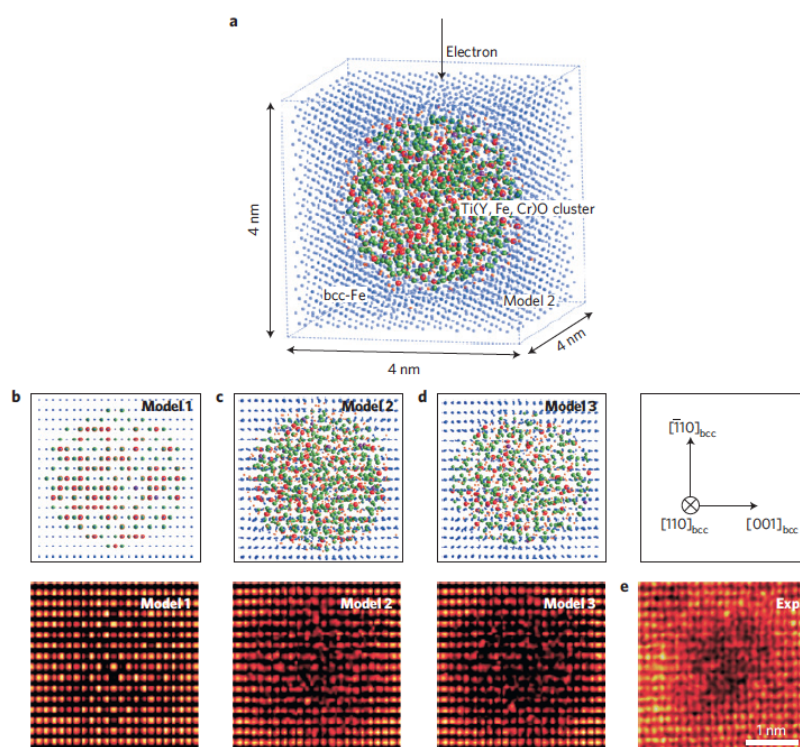 a
Electron
4 nm
Ti(Y, Fe, Cr)O cluster
bcc-Fe
Model 2
4 nm
4 nm
b
Model 1
c
Model 2
d
Model 3
[1̅10]bcc
[110]bcc
[001]bcc
Model 1
Model 2
Model 3
e
Exp
1 nm